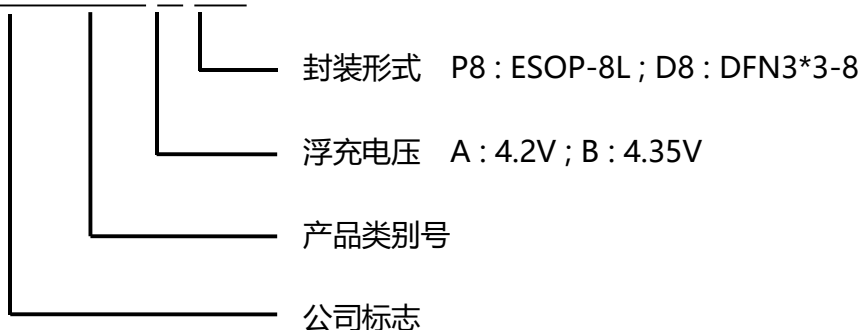 封装形式 P8 : ESOP-8L ; D8 : DFN3*3-8
浮充电压 A : 4.2V ; B : 4.35V
产品类别号
公司标志